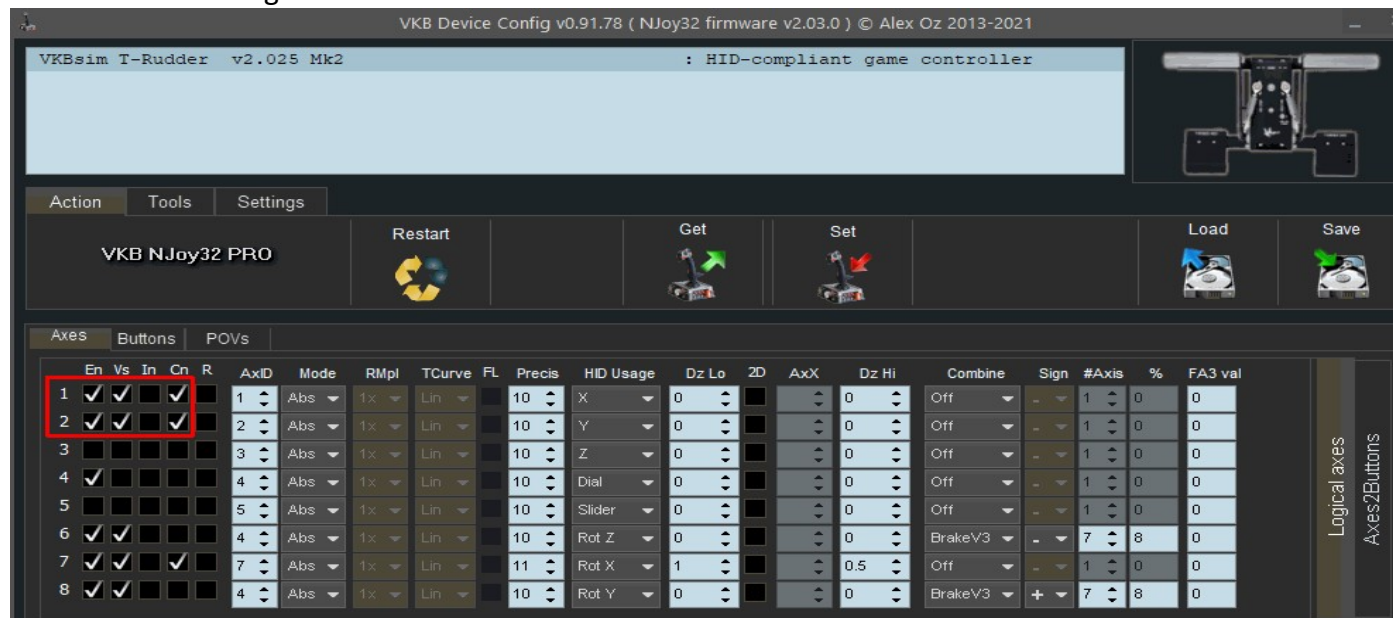 VKB Device Config v0.91.78 ( NJoy32 firmware v2.03.0 ) © Alex Oz 2013-2021
VKBsim T-Rudder v2.025 Mk2 : HID-compliant game controller
Action Tools Settings
VKB NJoy32 PRO
Restart Get Set Load Save
Axes Buttons POVs
En Vs In Cn R AxID Mode RMpl TCurve FL Precis HID Usage Dz Lo 2D AxX Dz Hi Combine Sign #Axis % FA3 val
1 1 Abs 1x Lin 10 X 0 0 Off - 1 0 0
2 2 Abs 1x Lin 10 Y 0 0 Off - 1 0 0
3 3 Abs 1x Lin 10 Z 0 0 Off - 1 0 0
4 4 Abs 1x Lin 10 Dial 0 0 Off - 1 0 0
5 5 Abs 1x Lin 10 Slider 0 0 Off - 1 0 0
6 4 Abs 1x Lin 10 Rot Z 0 0 BrakeV3 - 7 8 0
7 7 Abs 1x Lin 11 Rot X 1 0.5 Off - 1 0 0
8 4 Abs 1x Lin 10 Rot Y 0 0 BrakeV3 + 7 8 0
Logical axes
Axes2Buttons